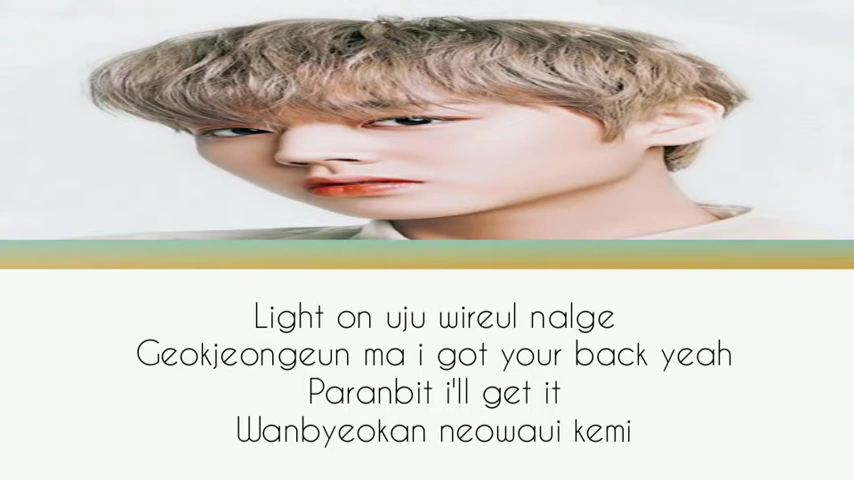 Light on uju wireul nalge
Geokjeongeun ma i got your back yeah
Paranbit i'll get it
Wanbyeokan neowaui kemi